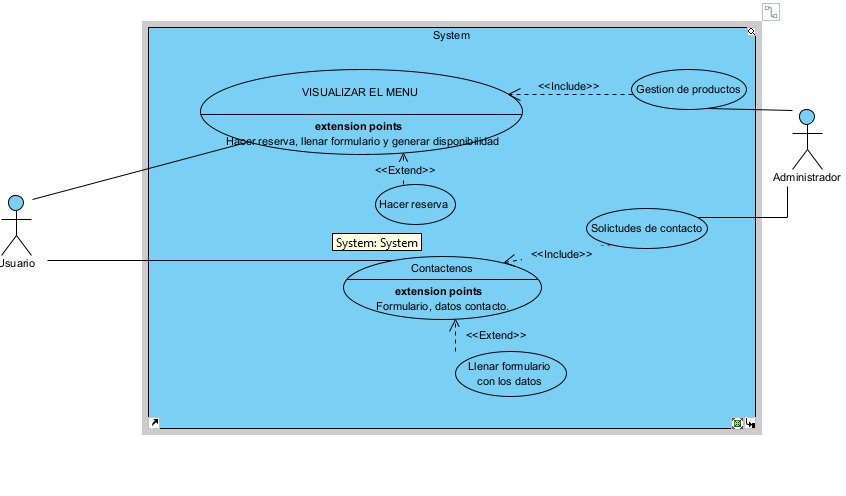 System
VISUALIZAR EL MENU
<<Include>>
Gestion de productos
extension points
Hacer reserva, llenar formulario y generar disponibilidad
<<Extend>>
Administrador
Hacer reserva
Solictudes de contacto
System: System
Usuario
<<Include>>
Contactenos
extension points
Formulario, datos contacto.
<<Extend>>
Llenar formulario
con los datos